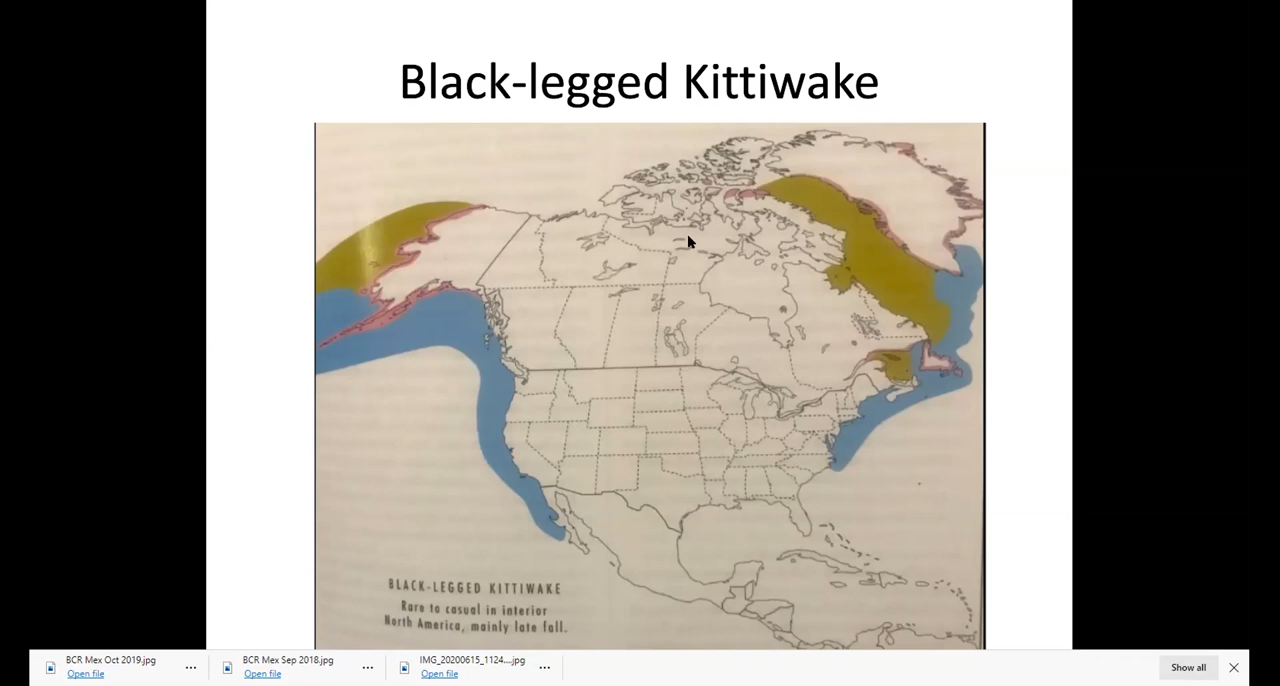 Black-legged Kittiwake
BLACK-LEGGED KITTIWAKE
Rare to casual in interior
North America, mainly late fall.
BCR Mex Oct 2019.jpg
Open file
BCR Mex Sep 2018.jpg
Open file
IMG_20200615_1124....jpg
Open file
Show all